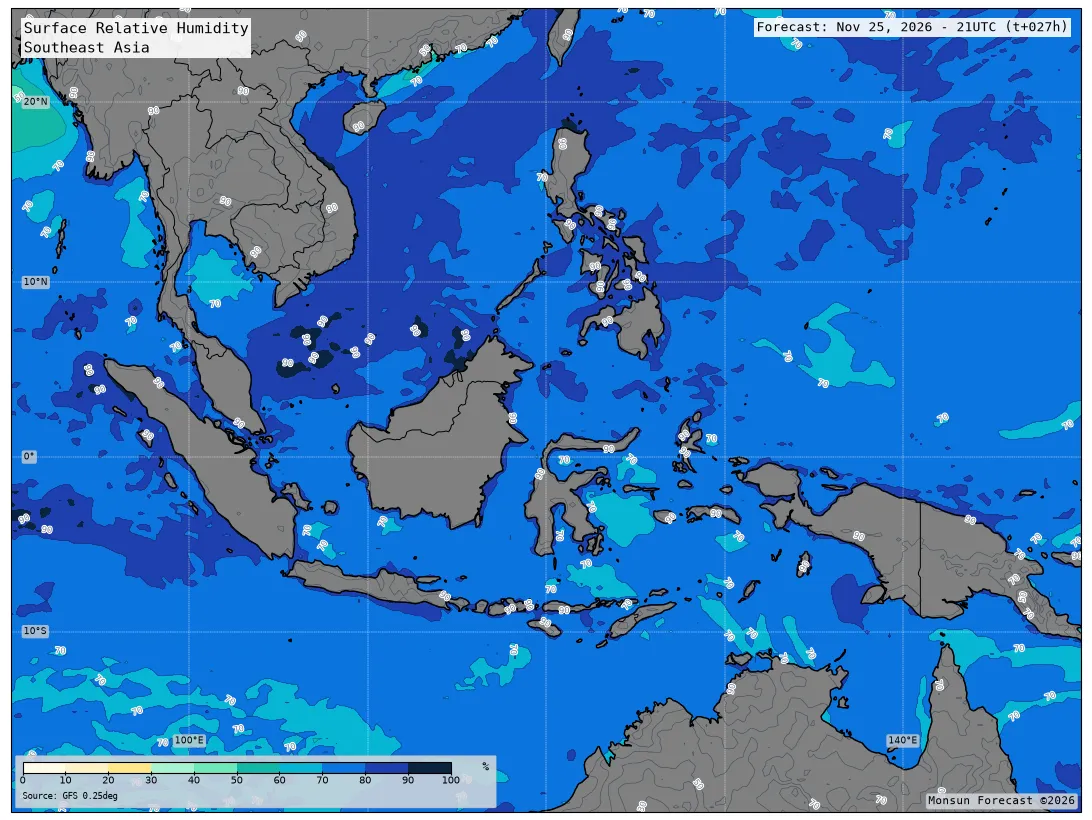 Surface Relative Humidity
Southeast Asia
Forecast: Nov 25, 2026 - 21UTC (t+027h)
20°N
10°N
0°
10°S
100°E
140°E
0 10 20 30 40 50 60 70 80 90 100
%
Source: GFS 0.25deg
Monsun Forecast ©2026